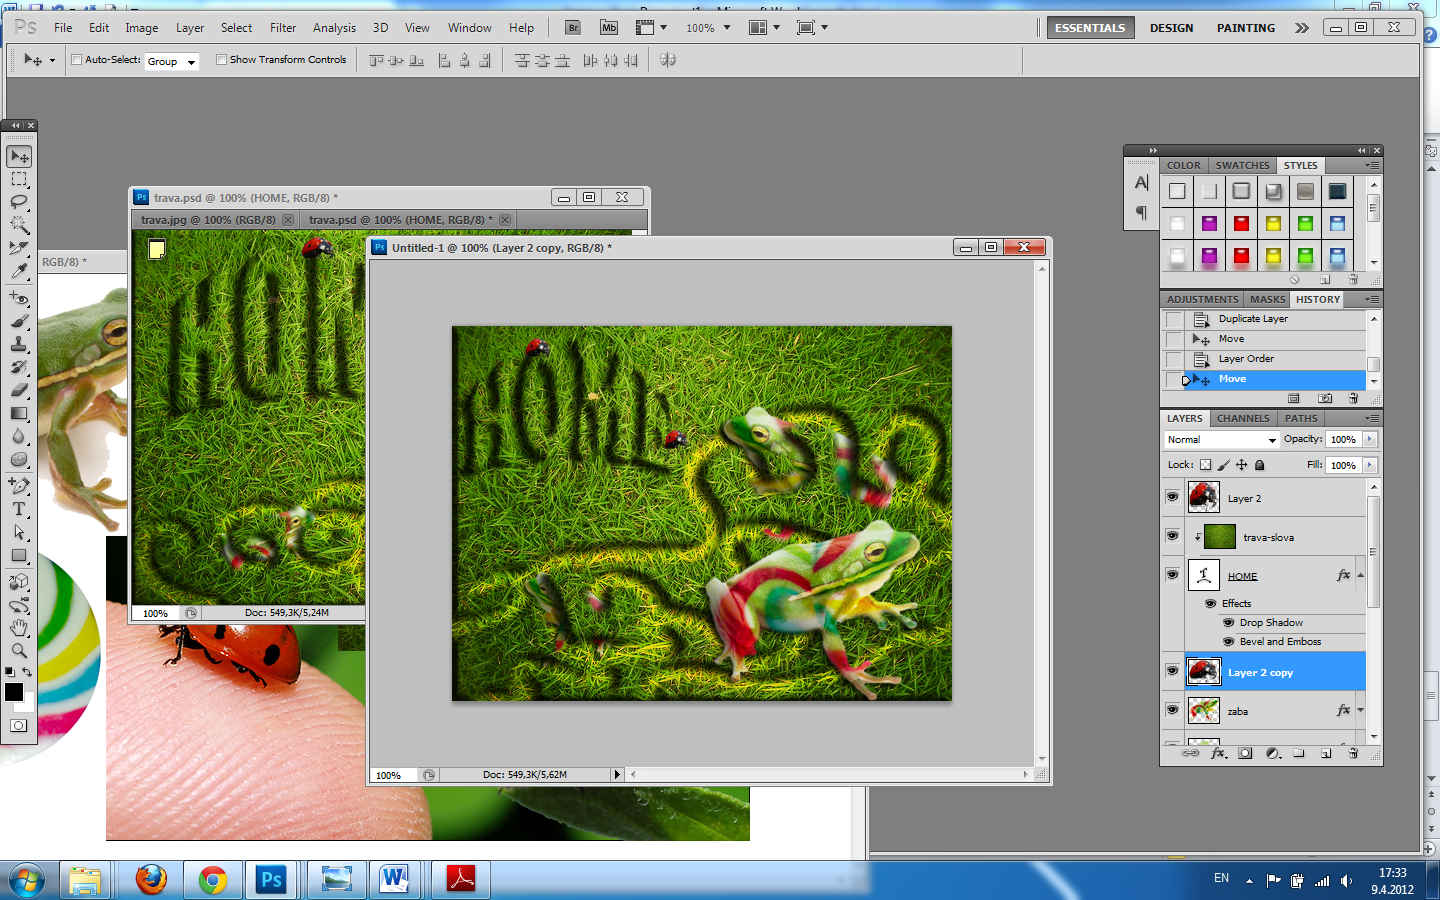 Ps File Edit Image Layer Select Filter Analysis 3D View Window Help Br Mb 100% ESSENTIALS DESIGN PAINTING
Auto-Select: Group Show Transform Controls
trava.psd @ 100% (HOME, RGB/8) *
trava.jpg @ 100% (RGB/8) trava.psd @ 100% (HOME, RGB/8) *
RGB/8) *
Untitled-1 @ 100% (Layer 2 copy, RGB/8) *
COLOR SWATCHES STYLES
ADJUSTMENTS MASKS HISTORY
Duplicate Layer
Move
Layer Order
Move
LAYERS CHANNELS PATHS
Normal Opacity: 100%
Lock: Fill: 100%
Layer 2
trava-slova
HOME fx
Effects
Drop Shadow
Bevel and Emboss
Layer 2 copy
zaba fx
100% Doc: 549,3K/5,24M
100% Doc: 549,3K/5,62M
EN 17:33
9.4.2012